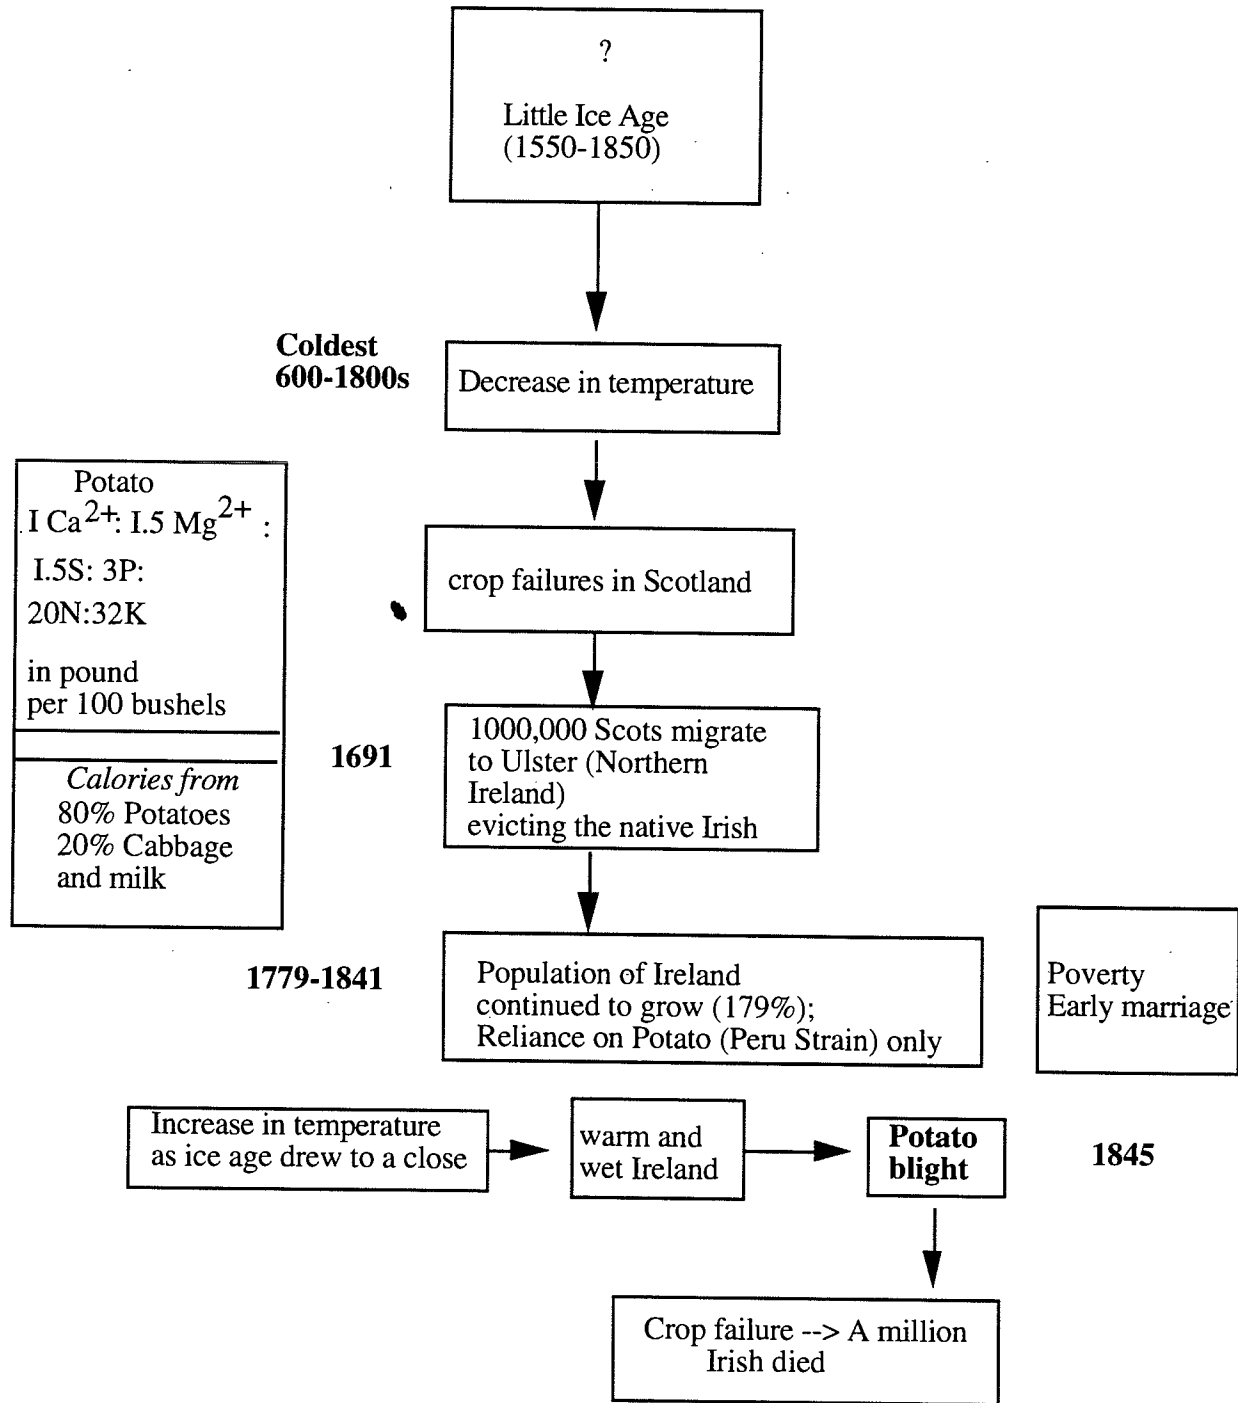 ?
Little Ice Age
(1550-1850)
Coldest
600-1800s
Decrease in temperature
Potato
I Ca2+: I.5 Mg2+ :
I.5S: 3P:
20N:32K
in pound
per 100 bushels
Calories from
80% Potatoes
20% Cabbage
and milk
crop failures in Scotland
1691
1000,000 Scots migrate
to Ulster (Northern
Ireland)
evicting the native Irish
1779-1841
Population of Ireland
continued to grow (179%);
Reliance on Potato (Peru Strain) only
Poverty
Early marriage
Increase in temperature
as ice age drew to a close
warm and
wet Ireland
Potato
blight
1845
Crop failure --> A million
Irish died